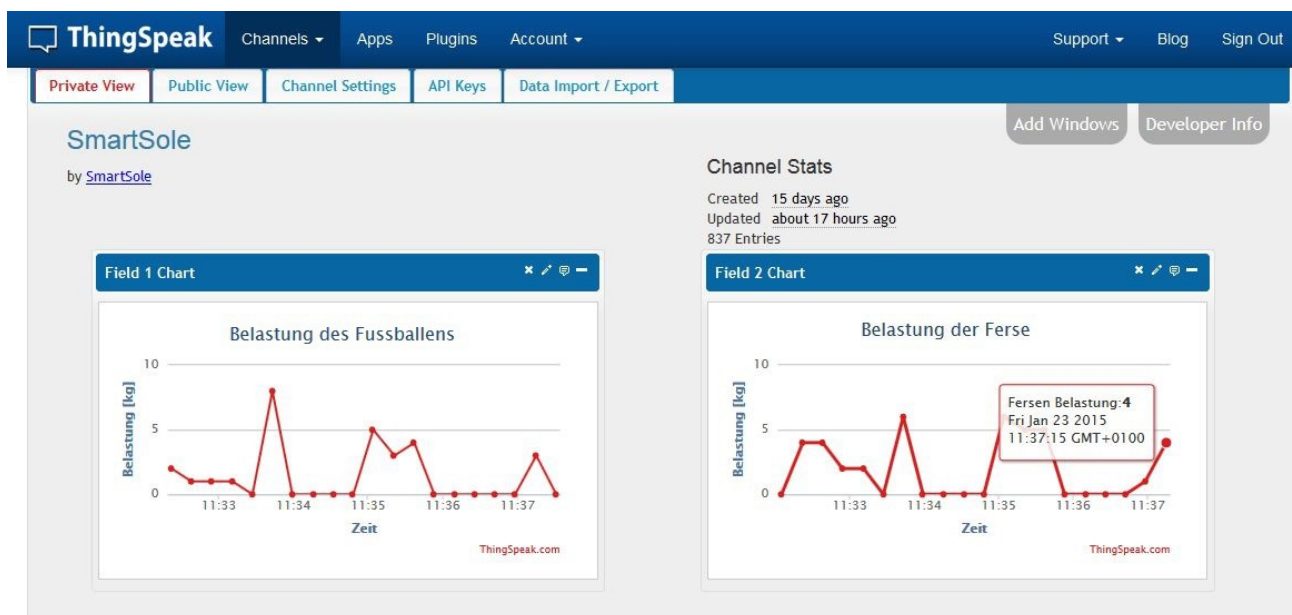 ThingSpeak Channels Apps Plugins Account Support Blog Sign Out
Private View Public View Channel Settings API Keys Data Import / Export
Add Windows Developer Info
SmartSole
by SmartSole
Channel Stats
Created 15 days ago
Updated about 17 hours ago
837 Entries
Field 1 Chart
Belastung des Fussballens
Belastung [kg]
10
5
0
11:33 11:34 11:35 11:36 11:37
Zeit
ThingSpeak.com
Field 2 Chart
Belastung der Ferse
Belastung [kg]
10
5
0
Fersen Belastung:4
Fri Jan 23 2015
11:37:15 GMT+0100
11:33 11:34 11:35 11:36 11:37
Zeit
ThingSpeak.com